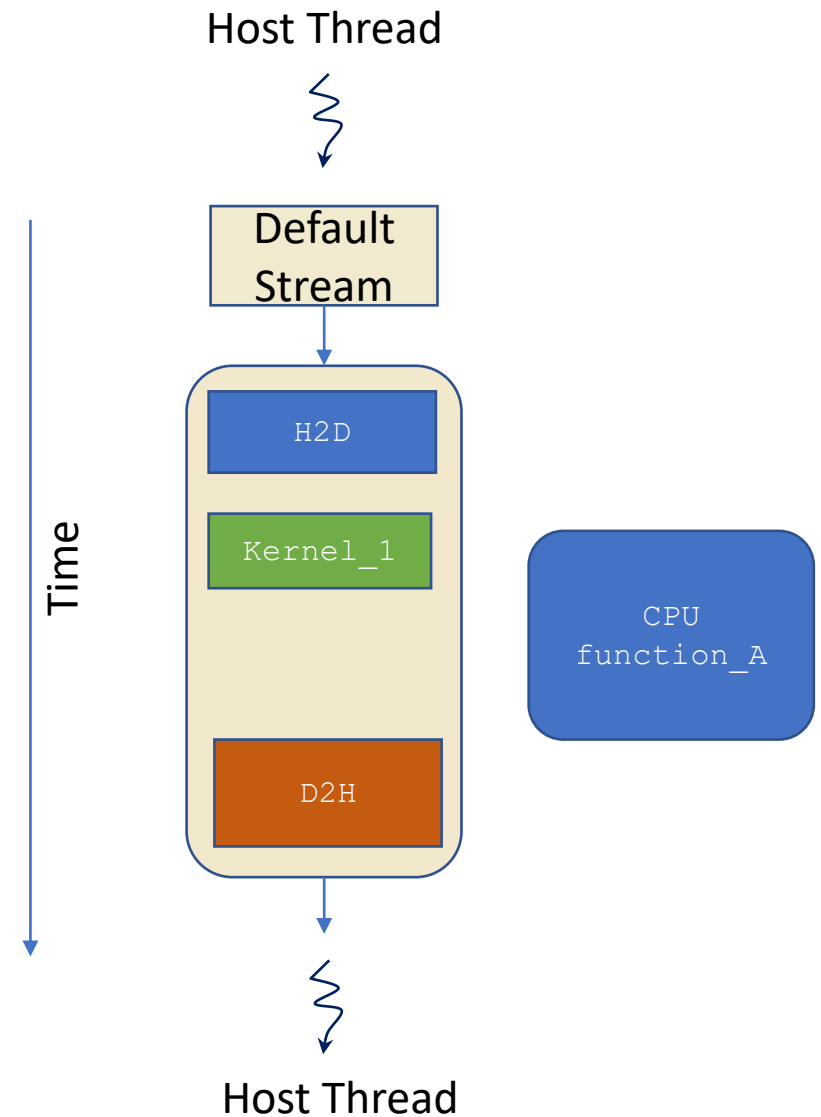 Host Thread
Default
Stream
H2D
Kernel_1
Time
CPU
function_A
D2H
Host Thread